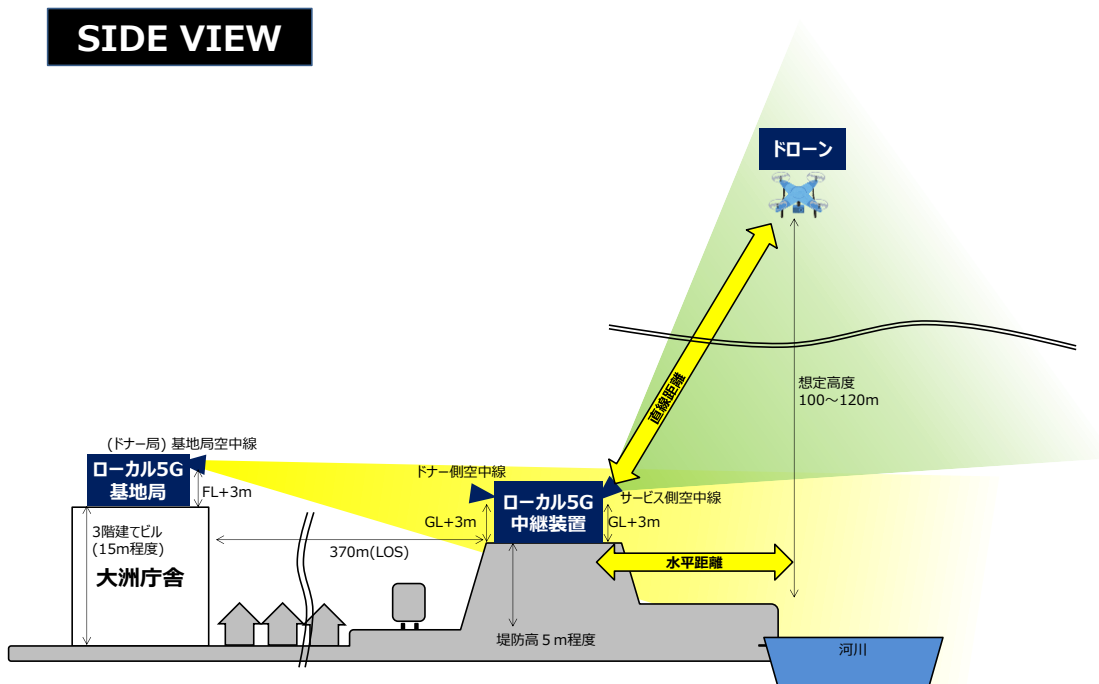 SIDE VIEW
ドローン
直線距離
想定高度
100～120m
(ドナー局) 基地局空中線
ローカル5G
基地局
FL+3m
ドナー側空中線
ローカル5G
中継装置
サービス側空中線
GL+3m
GL+3m
3階建てビル
(15m程度)
大洲庁舎
370m(LOS)
水平距離
堤防高５ｍ程度
河川